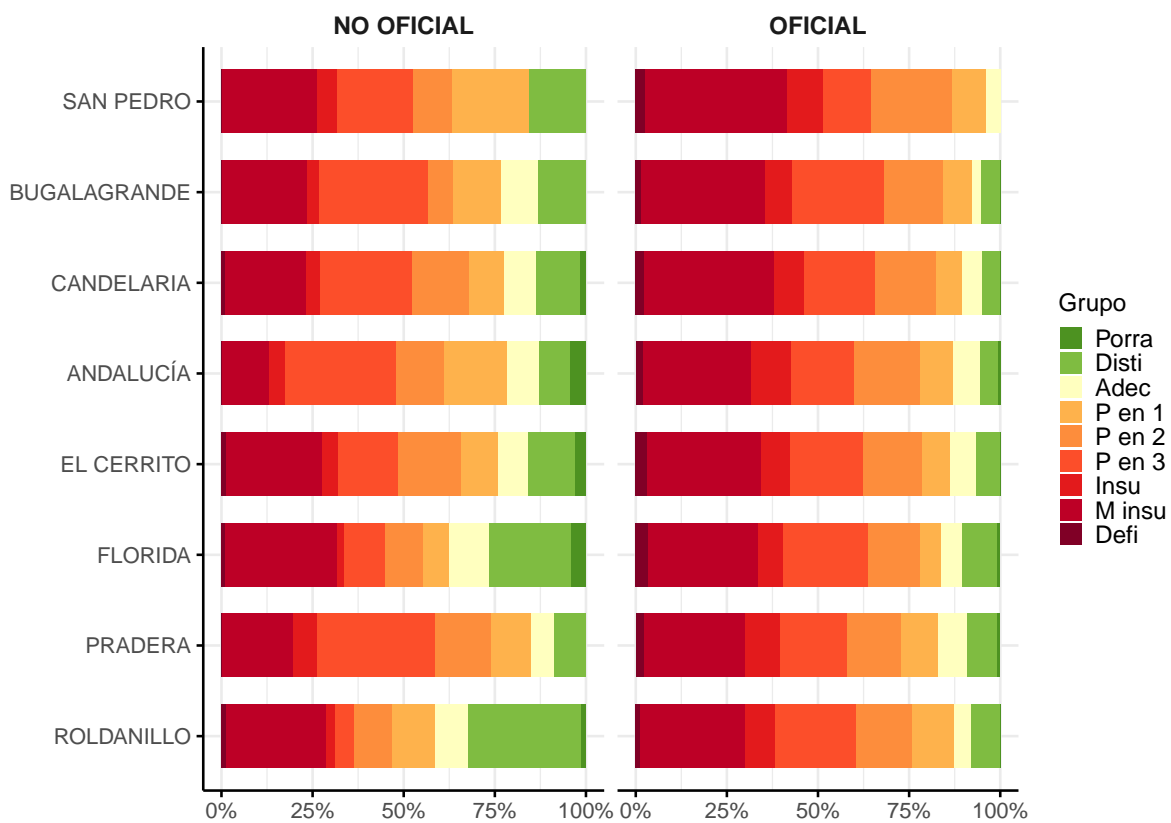 NO OFICIAL OFICIAL
SAN PEDRO
BUGALAGRANDE
CANDELARIA
ANDALUCÍA
EL CERRITO
FLORIDA
PRADERA
ROLDANILLO
0% 25% 50% 75% 100% 0% 25% 50% 75% 100%
Grupo
Porra
Disti
Adec
P en 1
P en 2
P en 3
Insu
M insu
Defi